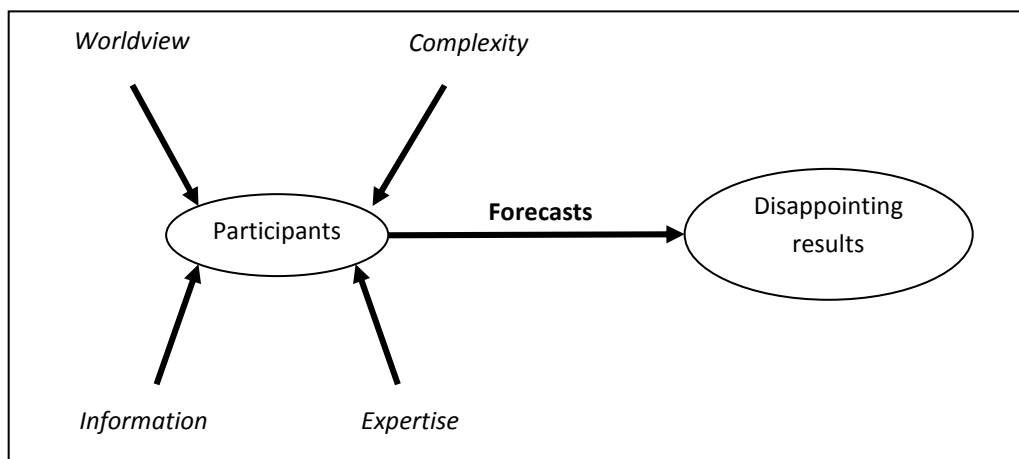 Worldview
Complexity
Participants
Forecasts
Disappointing
results
Information
Expertise